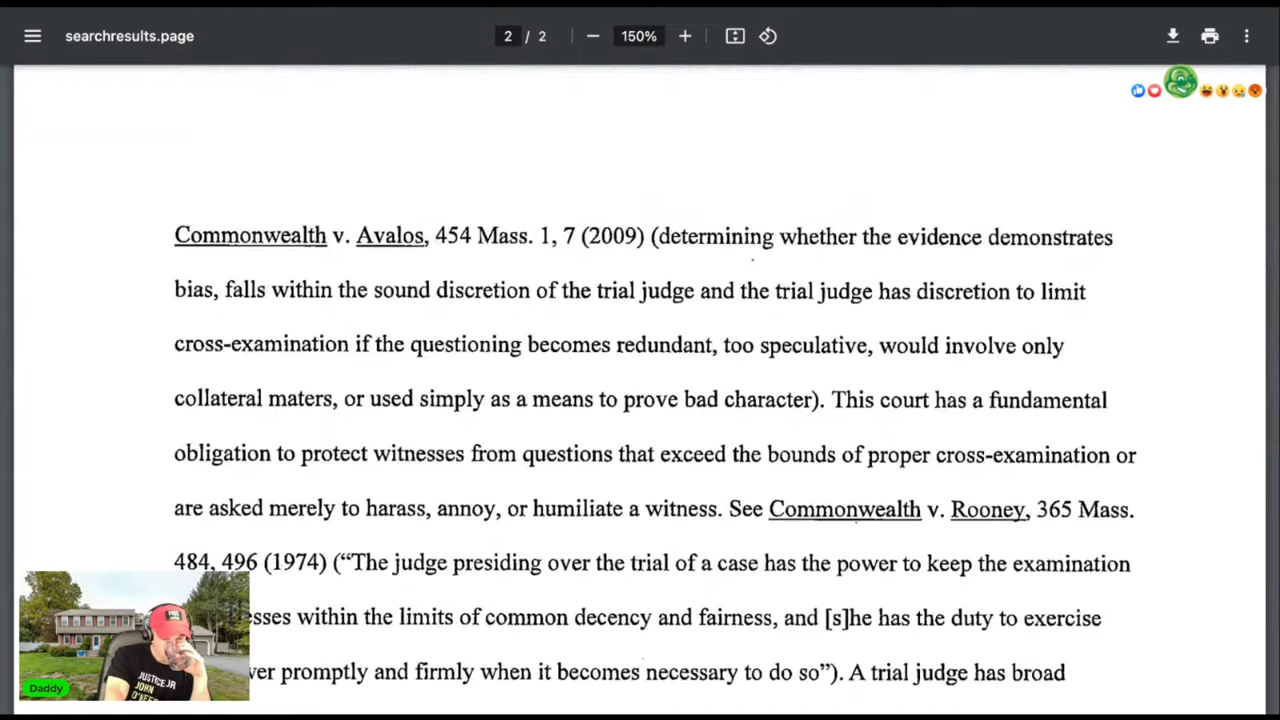 searchresults.page
2 / 2
150%
Commonwealth v. Avalos, 454 Mass. 1, 7 (2009) (determining whether the evidence demonstrates
bias, falls within the sound discretion of the trial judge and the trial judge has discretion to limit
cross-examination if the questioning becomes redundant, too speculative, would involve only
collateral maters, or used simply as a means to prove bad character). This court has a fundamental
obligation to protect witnesses from questions that exceed the bounds of proper cross-examination or
are asked merely to harass, annoy, or humiliate a witness. See Commonwealth v. Rooney, 365 Mass.
484, 496 (1974) (“The judge presiding over the trial of a case has the power to keep the examination
within the limits of common decency and fairness, and [s]he has the duty to exercise
promptly and firmly when it becomes necessary to do so”). A trial judge has broad
JUSTICE
JOHN
Daddy